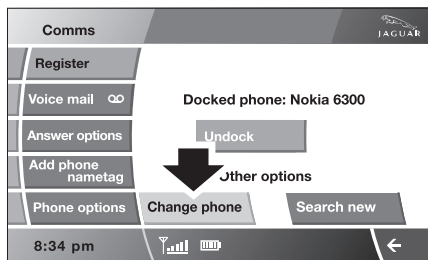 Comms
JAGUAR
Register
Voice mail
Docked phone: Nokia 6300
Answer options
Undock
Add phone
nametag
Other options
Phone options
Change phone
Search new
8:34 pm